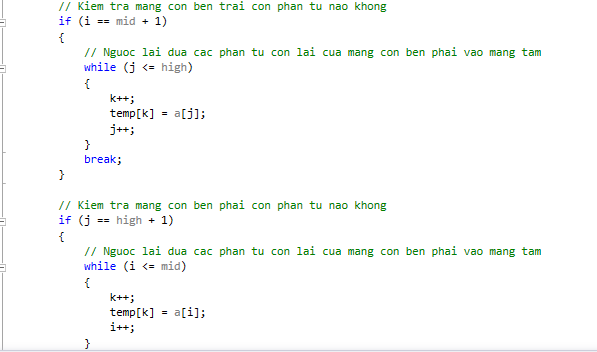 // Kiem tra mang con ben trai con phan tu nao khong
if (i == mid + 1)
{
// Nguoc lai dua cac phan tu con lai cua mang con ben phai vao mang tam
while (j <= high)
{
k++;
temp[k] = a[j];
j++;
}
break;
}
// Kiem tra mang con ben phai con phan tu nao khong
if (j == high + 1)
{
// Nguoc lai dua cac phan tu con lai cua mang con ben phai vao mang tam
while (i <= mid)
{
k++;
temp[k] = a[i];
i++;
}